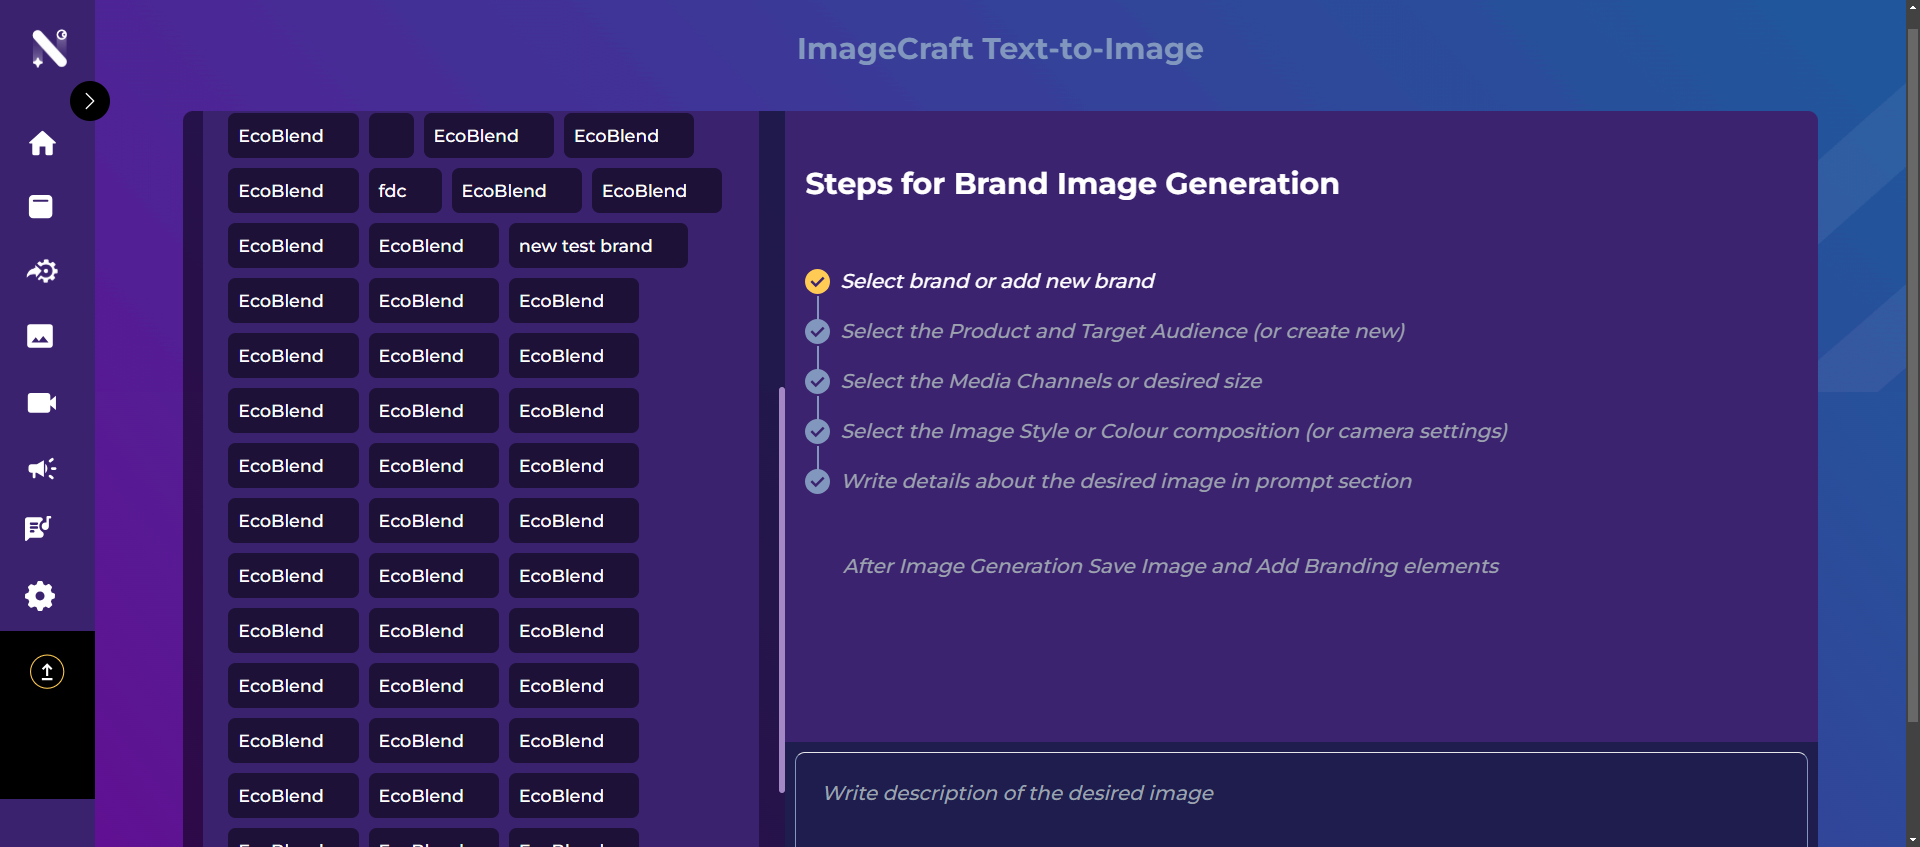 ImageCraft Text-to-Image
EcoBlend EcoBlend EcoBlend
EcoBlend fdc EcoBlend EcoBlend
EcoBlend EcoBlend new test brand
EcoBlend EcoBlend EcoBlend
EcoBlend EcoBlend EcoBlend
EcoBlend EcoBlend EcoBlend
EcoBlend EcoBlend EcoBlend
EcoBlend EcoBlend EcoBlend
EcoBlend EcoBlend EcoBlend
EcoBlend EcoBlend EcoBlend
EcoBlend EcoBlend EcoBlend
EcoBlend EcoBlend EcoBlend
EcoBlend EcoBlend EcoBlend
Steps for Brand Image Generation
Select brand or add new brand
Select the Product and Target Audience (or create new)
Select the Media Channels or desired size
Select the Image Style or Colour composition (or camera settings)
Write details about the desired image in prompt section
After Image Generation Save Image and Add Branding elements
Write description of the desired image